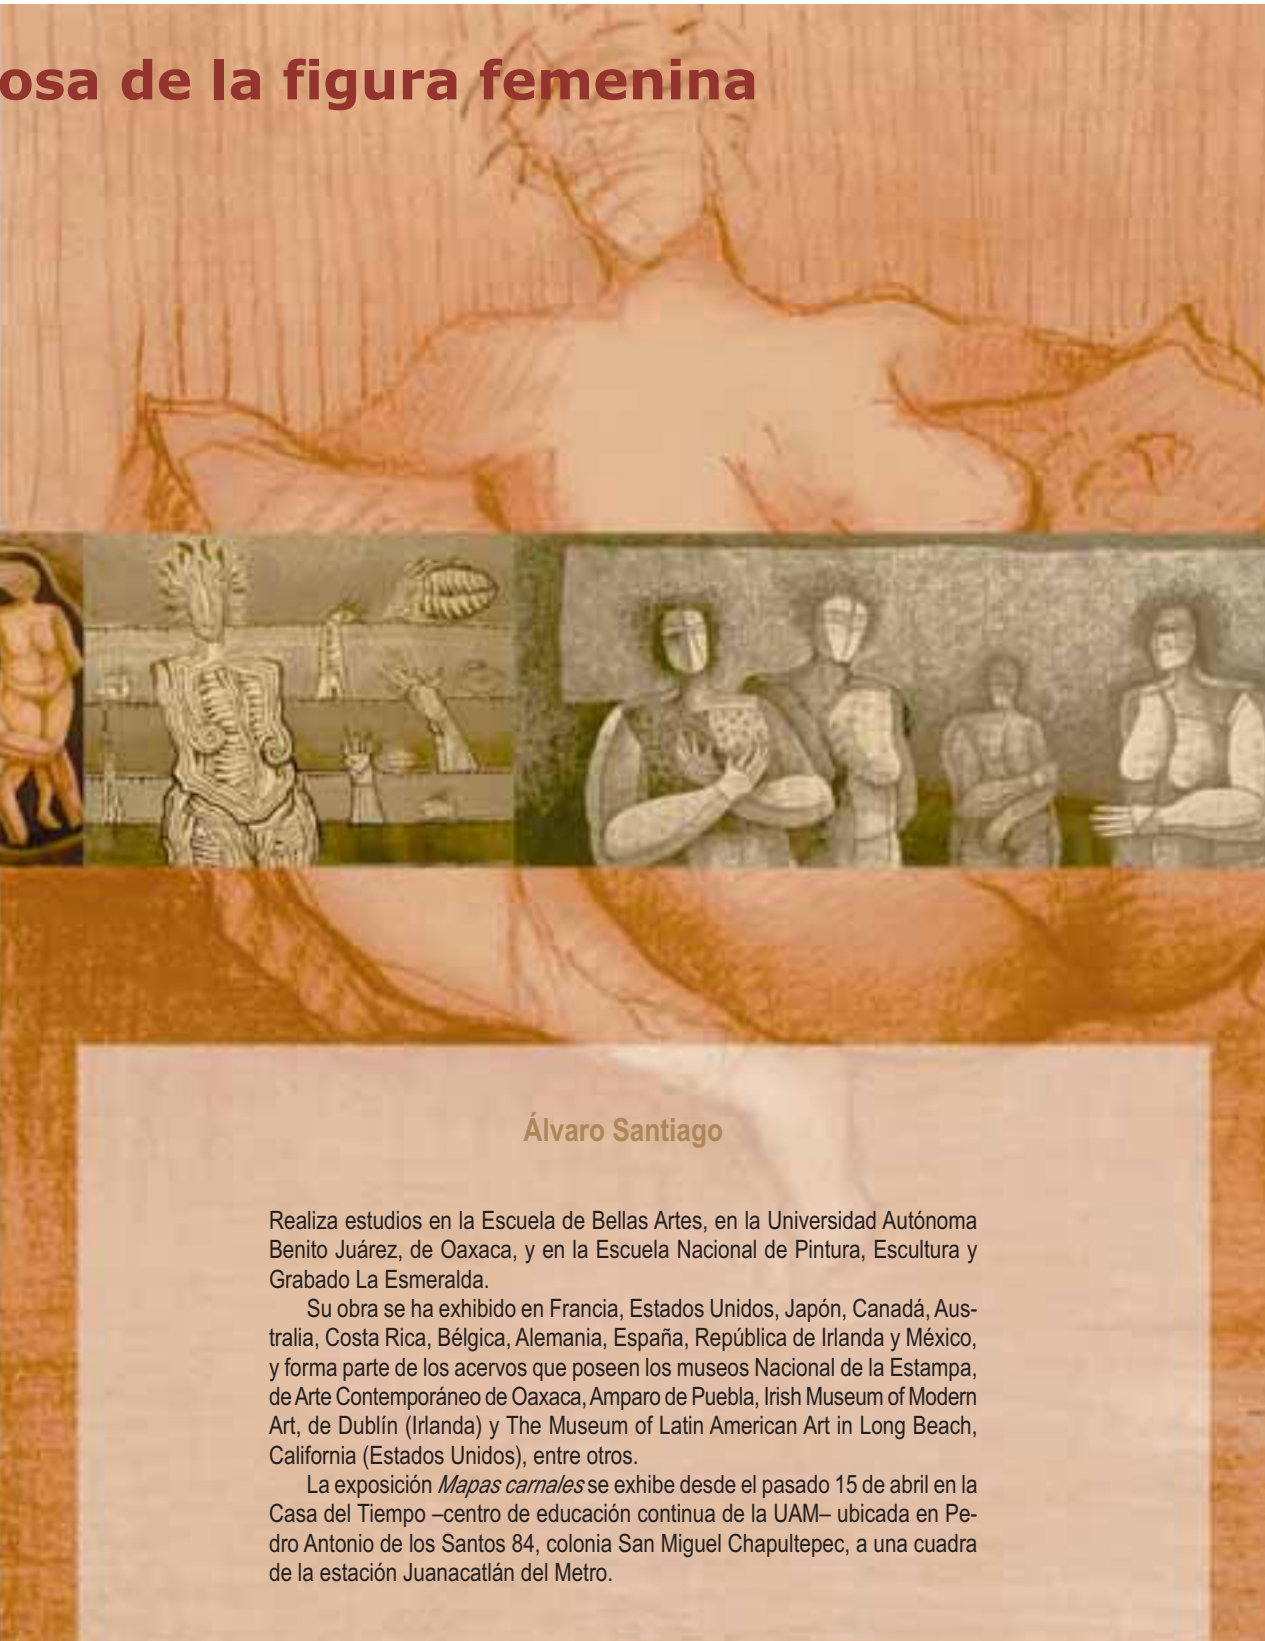 osa de la figura femenina
Álvaro Santiago
Realiza estudios en la Escuela de Bellas Artes, en la Universidad Autónoma
Benito Juárez, de Oaxaca, y en la Escuela Nacional de Pintura, Escultura y
Grabado La Esmeralda.
Su obra se ha exhibido en Francia, Estados Unidos, Japón, Canadá, Aus-
tralia, Costa Rica, Bélgica, Alemania, España, República de Irlanda y México,
y forma parte de los acervos que poseen los museos Nacional de la Estampa,
de Arte Contemporáneo de Oaxaca, Amparo de Puebla, Irish Museum of Modern
Art, de Dublín (Irlanda) y The Museum of Latin American Art in Long Beach,
California (Estados Unidos), entre otros.
La exposición Mapas carnales se exhibe desde el pasado 15 de abril en la
Casa del Tiempo –centro de educación continua de la UAM– ubicada en Pe-
dro Antonio de los Santos 84, colonia San Miguel Chapultepec, a una cuadra
de la estación Juanacatlán del Metro.